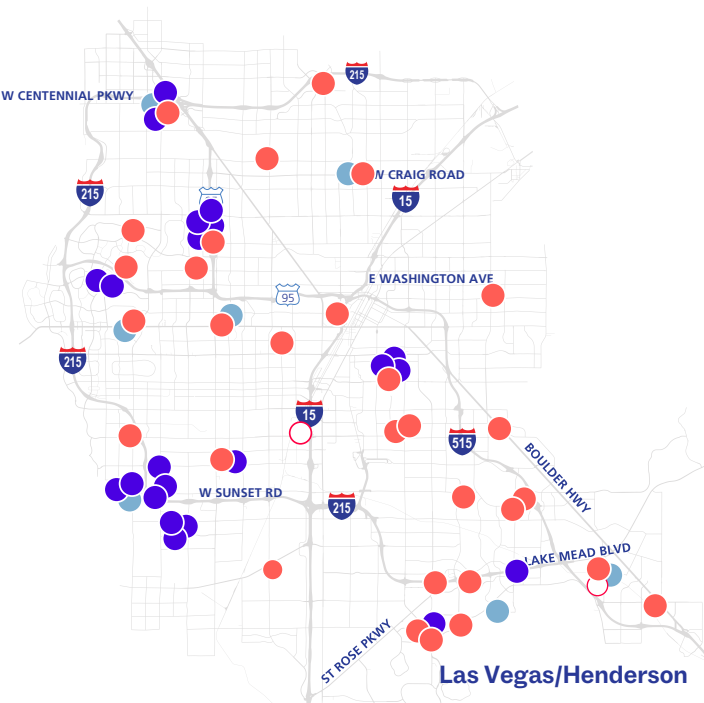 215
W CENTENNIAL PKWY
W CRAIG ROAD
215
15
E WASHINGTON AVE
95
215
15
515
BOULDER HWY
W SUNSET RD
215
LAKE MEAD BLVD
ST ROSE PKWY
Las Vegas/Henderson